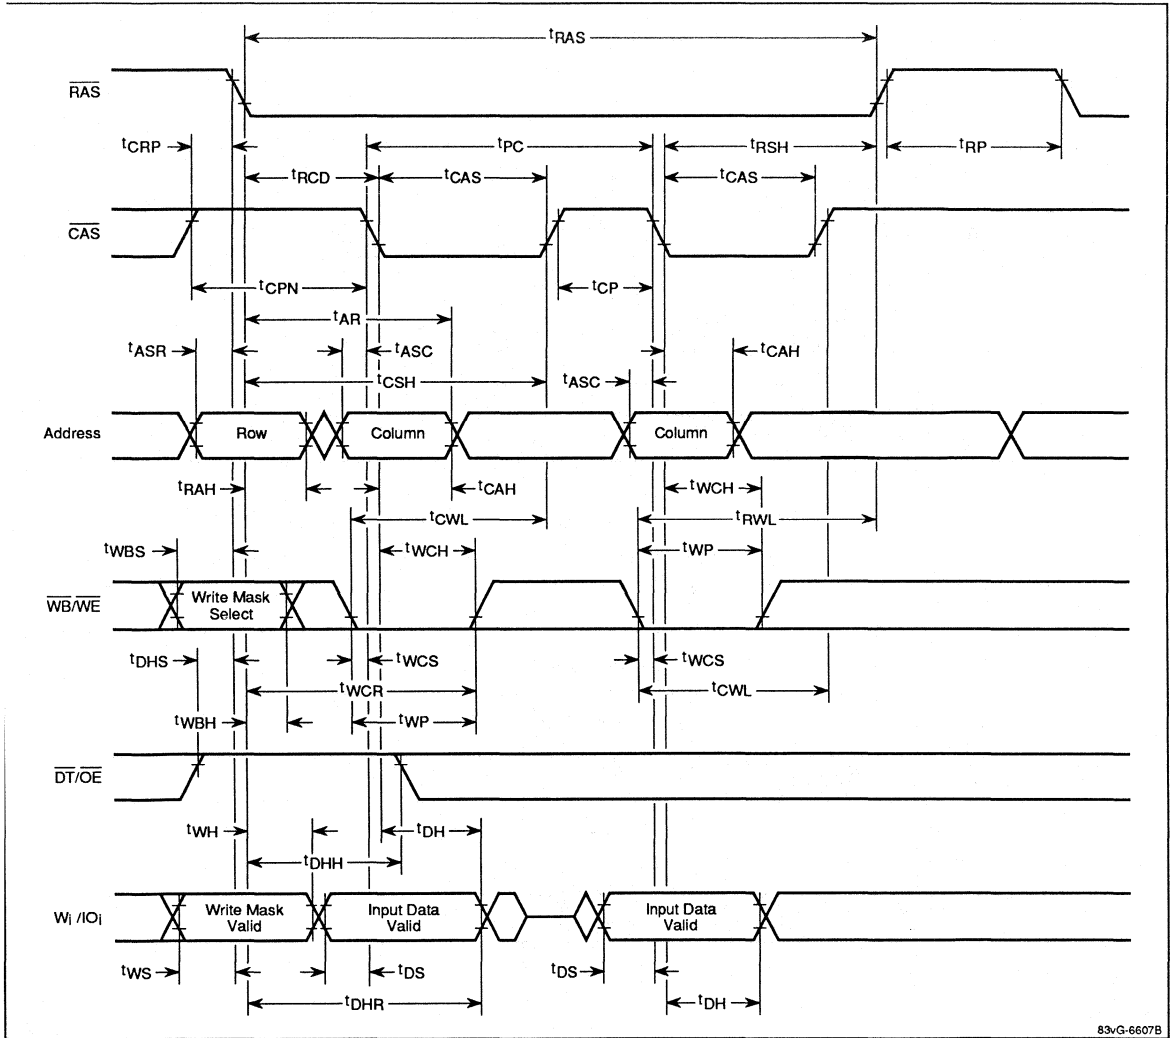 tRAS
RAS
tCRP
tPC
tRSH
tRP
tRCD
tCAS
tCAS
CAS
tCPN
tCP
tAR
tASR
tASC
tCAH
tCSH
tASC
Address
Row
Column
Column
tRAH
tCAH
tWCH
tCWL
tRWL
tWBS
tWCH
tWP
WB/WE
Write Mask
Select
tDHS
tWCS
tWCS
tWCR
tCWL
tWBH
tWP
DT/OE
tWH
tDH
tDHH
Wi /IOi
Write Mask
Valid
Input Data
Valid
Input Data
Valid
tWS
tDS
tDS
tDHR
tDH
83vG-6607B